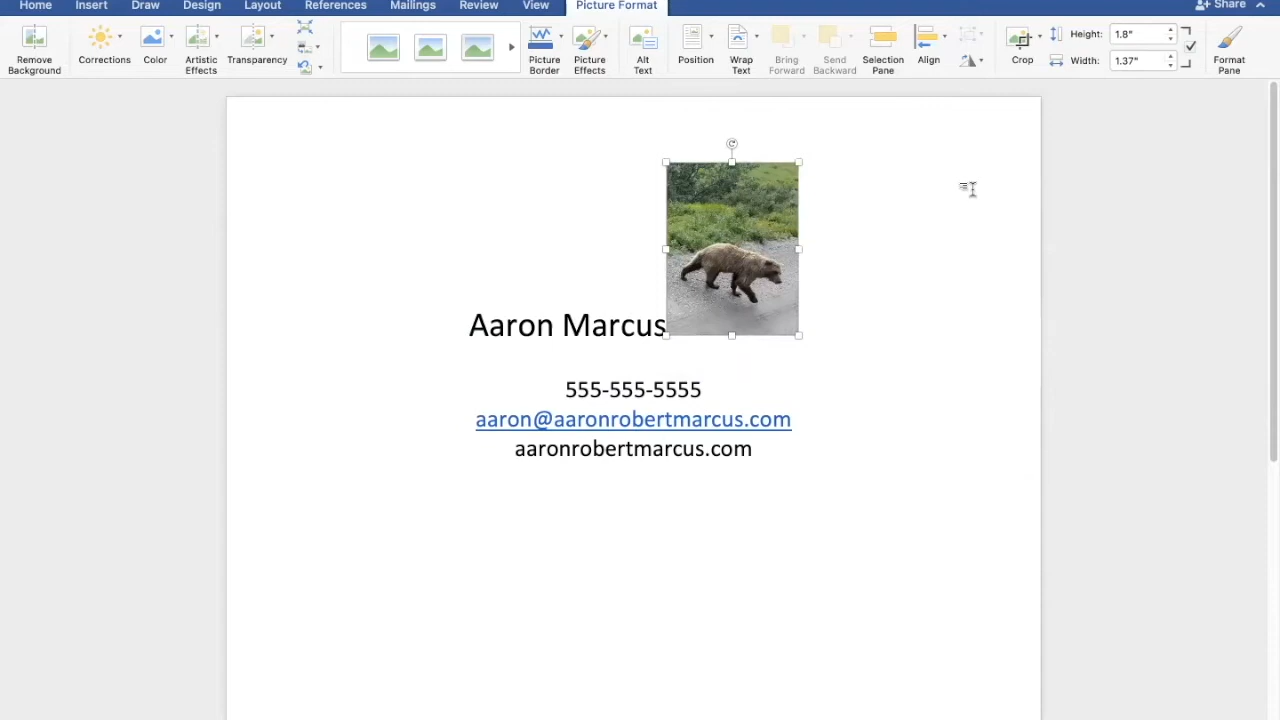 Home Insert Draw Design Layout References Mailings Review View Picture Format Share
Remove Background
Corrections
Color
Artistic Effects
Transparency
Picture Border
Picture Effects
Alt Text
Position
Wrap Text
Bring Forward
Send Backward
Selection Pane
Align
Crop
Height: 1.8"
Width: 1.37"
Format Pane
Aaron Marcus
555-555-5555
aaron@aaronrobertmarcus.com
aaronrobertmarcus.com